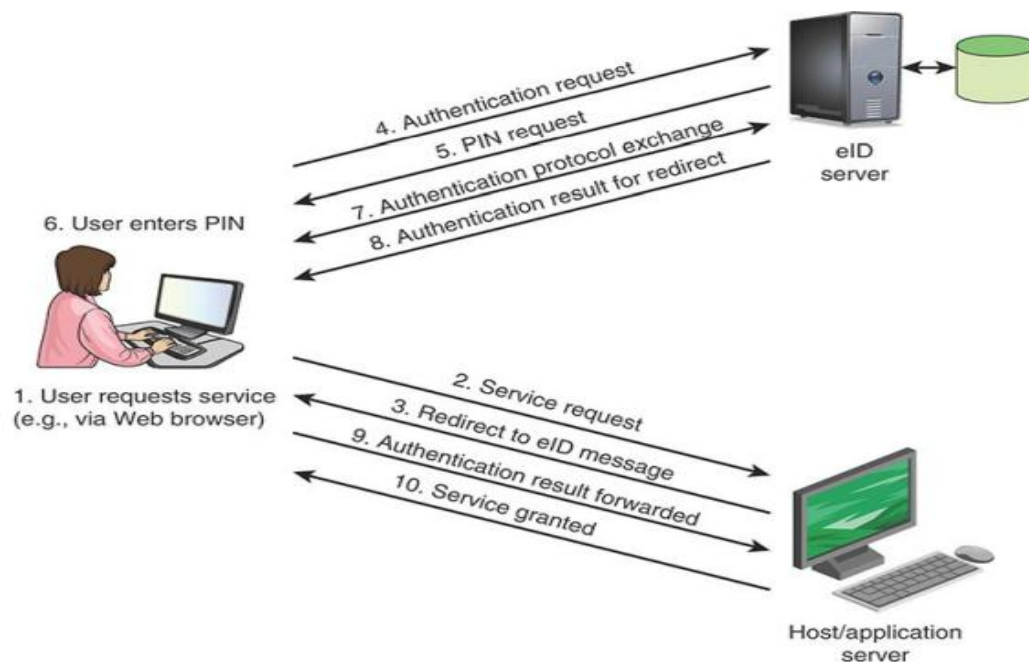 4. Authentication request
5. PIN request
7. Authentication protocol exchange
8. Authentication result for redirect
eID
server
6. User enters PIN
1. User requests service
(e.g., via Web browser)
2. Service request
3. Redirect to eID message
9. Authentication result forwarded
10. Service granted
Host/application
server